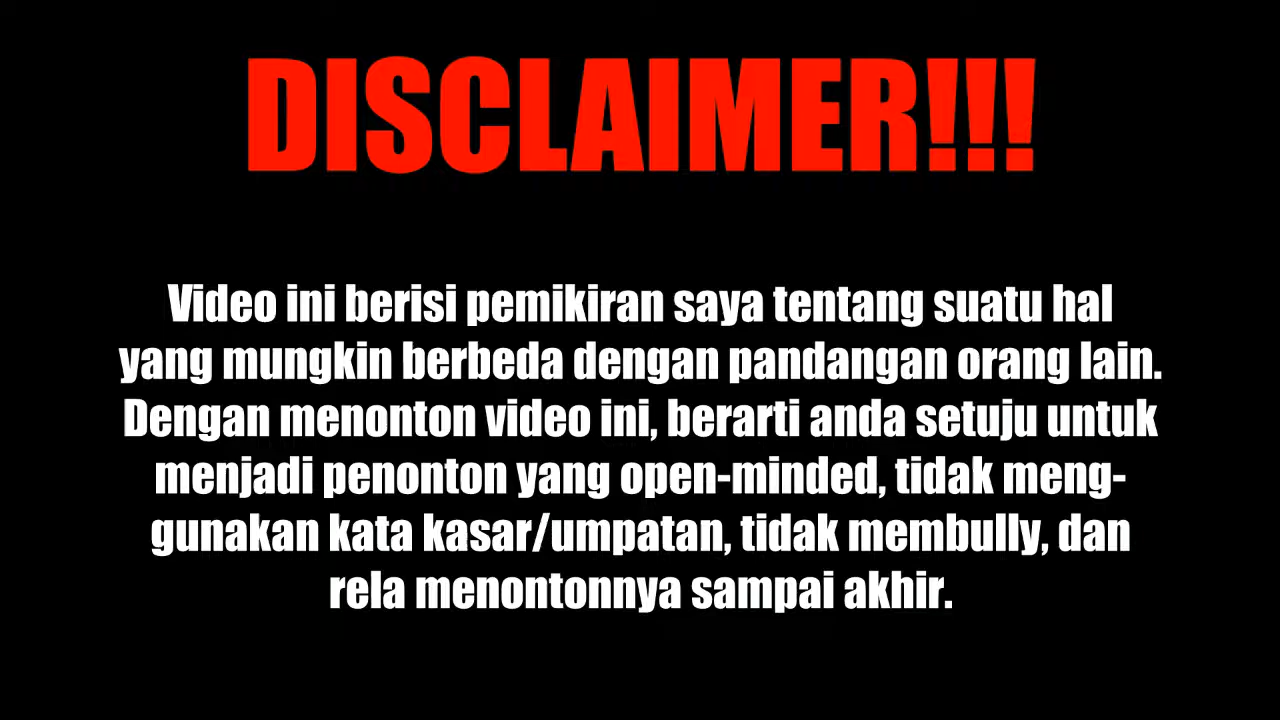 DISCLAIMER!!!
Video ini berisi pemikiran saya tentang suatu hal
yang mungkin berbeda dengan pandangan orang lain.
Dengan menonton video ini, berarti anda setuju untuk
menjadi penonton yang open-minded, tidak meng-
gunakan kata kasar/umpatan, tidak membully, dan
rela menontonnya sampai akhir.